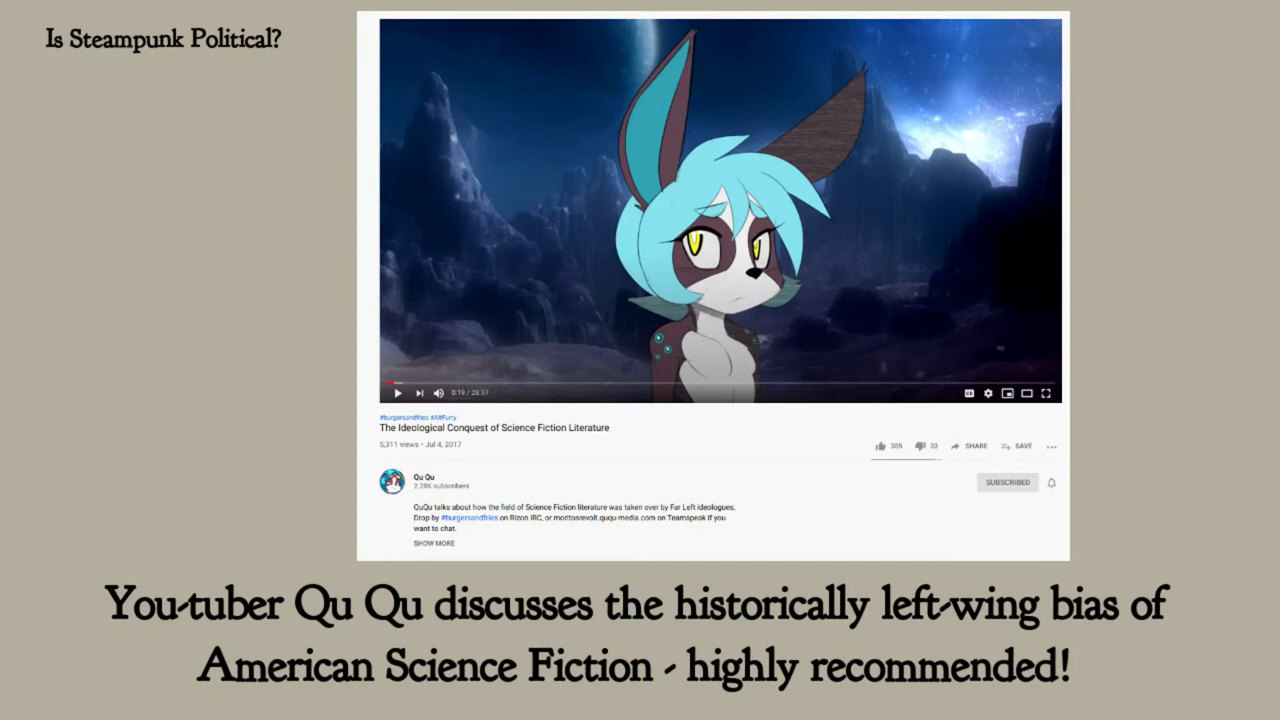 Is Steampunk Political?
0:19 / 28:37
#burgersandfries #AltFurry
The Ideological Conquest of Science Fiction Literature
5,311 views • Jul 4, 2017
305 33 SHARE SAVE
Qu Qu
2.28K subscribers
SUBSCRIBED
QuQu talks about how the field of Science Fiction literature was taken over by Far Left ideologues.
Drop by #burgersandfries on Rizon IRC, or moritosrevolt.ququ-media.com on Teamspeak if you
want to chat.
SHOW MORE
You-tuber Qu Qu discusses the historically left-wing bias of
American Science Fiction - highly recommended!